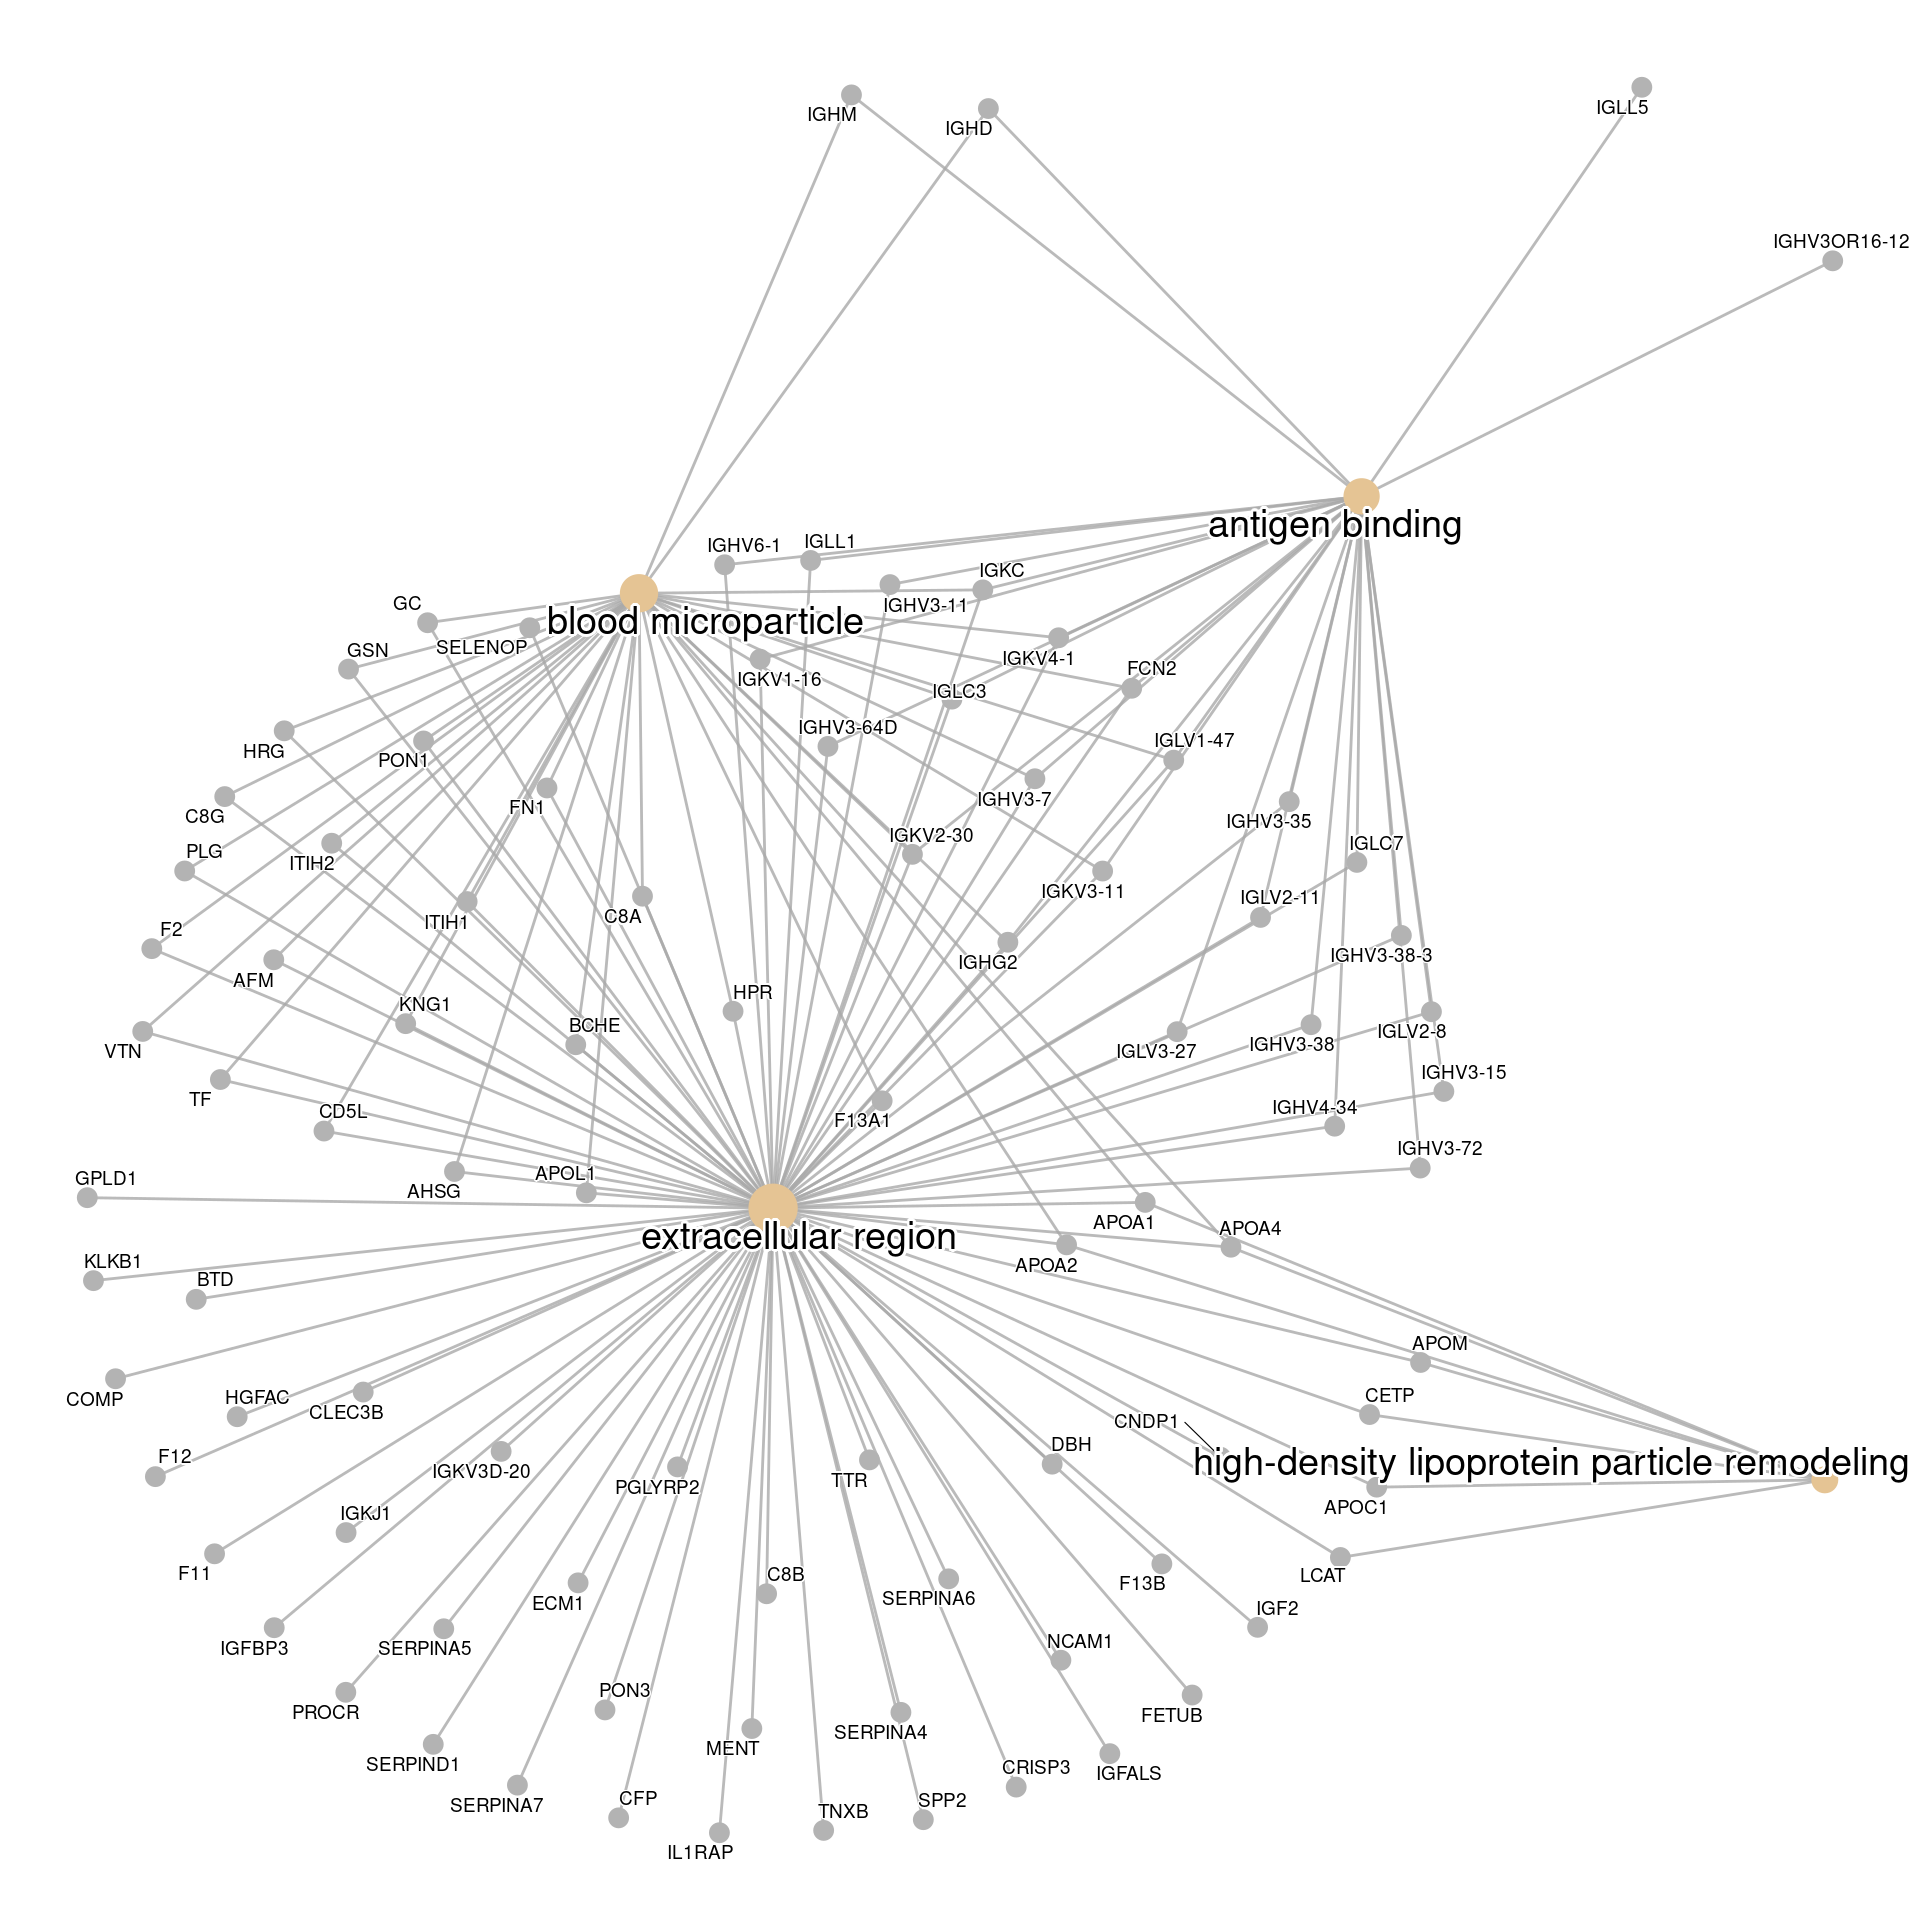 IGHM
IGHD
IGLL5
IGHV3OR16-12
antigen binding
IGHV6-1
IGLL1
IGKC
IGHV3-11
GC
blood microparticle
SELENOP
GSN
IGKV4-1
FCN2
IGKV1-16
IGLC3
IGHV3-64D
IGLV1-47
HRG
PON1
IGHV3-7
FN1
C8G
IGHV3-35
IGKV2-30
IGLC7
PLG
ITIH2
IGKV3-11
IGLV2-11
C8A
ITIH1
F2
IGHV3-38-3
IGHG2
AFM
HPR
KNG1
BCHE
IGLV2-8
IGHV3-38
VTN
IGLV3-27
IGHV3-15
TF
CD5L
IGHV4-34
F13A1
IGHV3-72
APOL1
GPLD1
AHSG
APOA1
APOA4
extracellular region
KLKB1
APOA2
BTD
APOM
CETP
COMP
HGFAC
CLEC3B
CNDP1
DBH
F12
high-density lipoprotein particle remodeling
IGKV3D-20
TTR
PGLYRP2
APOC1
IGKJ1
F11
C8B
LCAT
F13B
SERPINA6
ECM1
IGF2
NCAM1
IGFBP3
SERPINA5
PON3
PROCR
FETUB
SERPINA4
MENT
SERPIND1
CRISP3
IGFALS
CFP
SPP2
SERPINA7
TNXB
IL1RAP